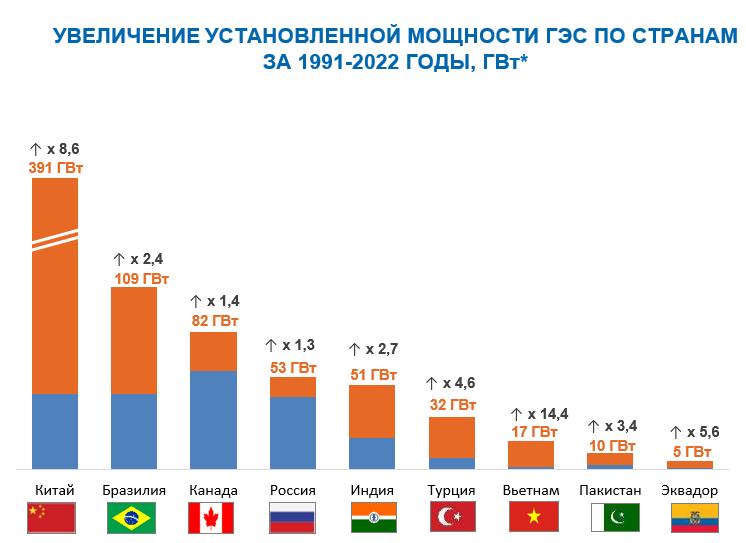 УВЕЛИЧЕНИЕ УСТАНОВЛЕННОЙ МОЩНОСТИ ГЭС ПО СТРАНАМ
ЗА 1991-2022 ГОДЫ, ГВт*
↑ x 8,6
391 ГВт
↑ x 2,4
109 ГВт
↑ x 1,4
82 ГВт
↑ x 1,3
53 ГВт
↑ x 2,7
51 ГВт
↑ x 4,6
32 ГВт
↑ x 14,4
17 ГВт
↑ x 3,4
10 ГВт
↑ x 5,6
5 ГВт
Китай Бразилия Канада Россия Индия Турция Вьетнам Пакистан Эквадор